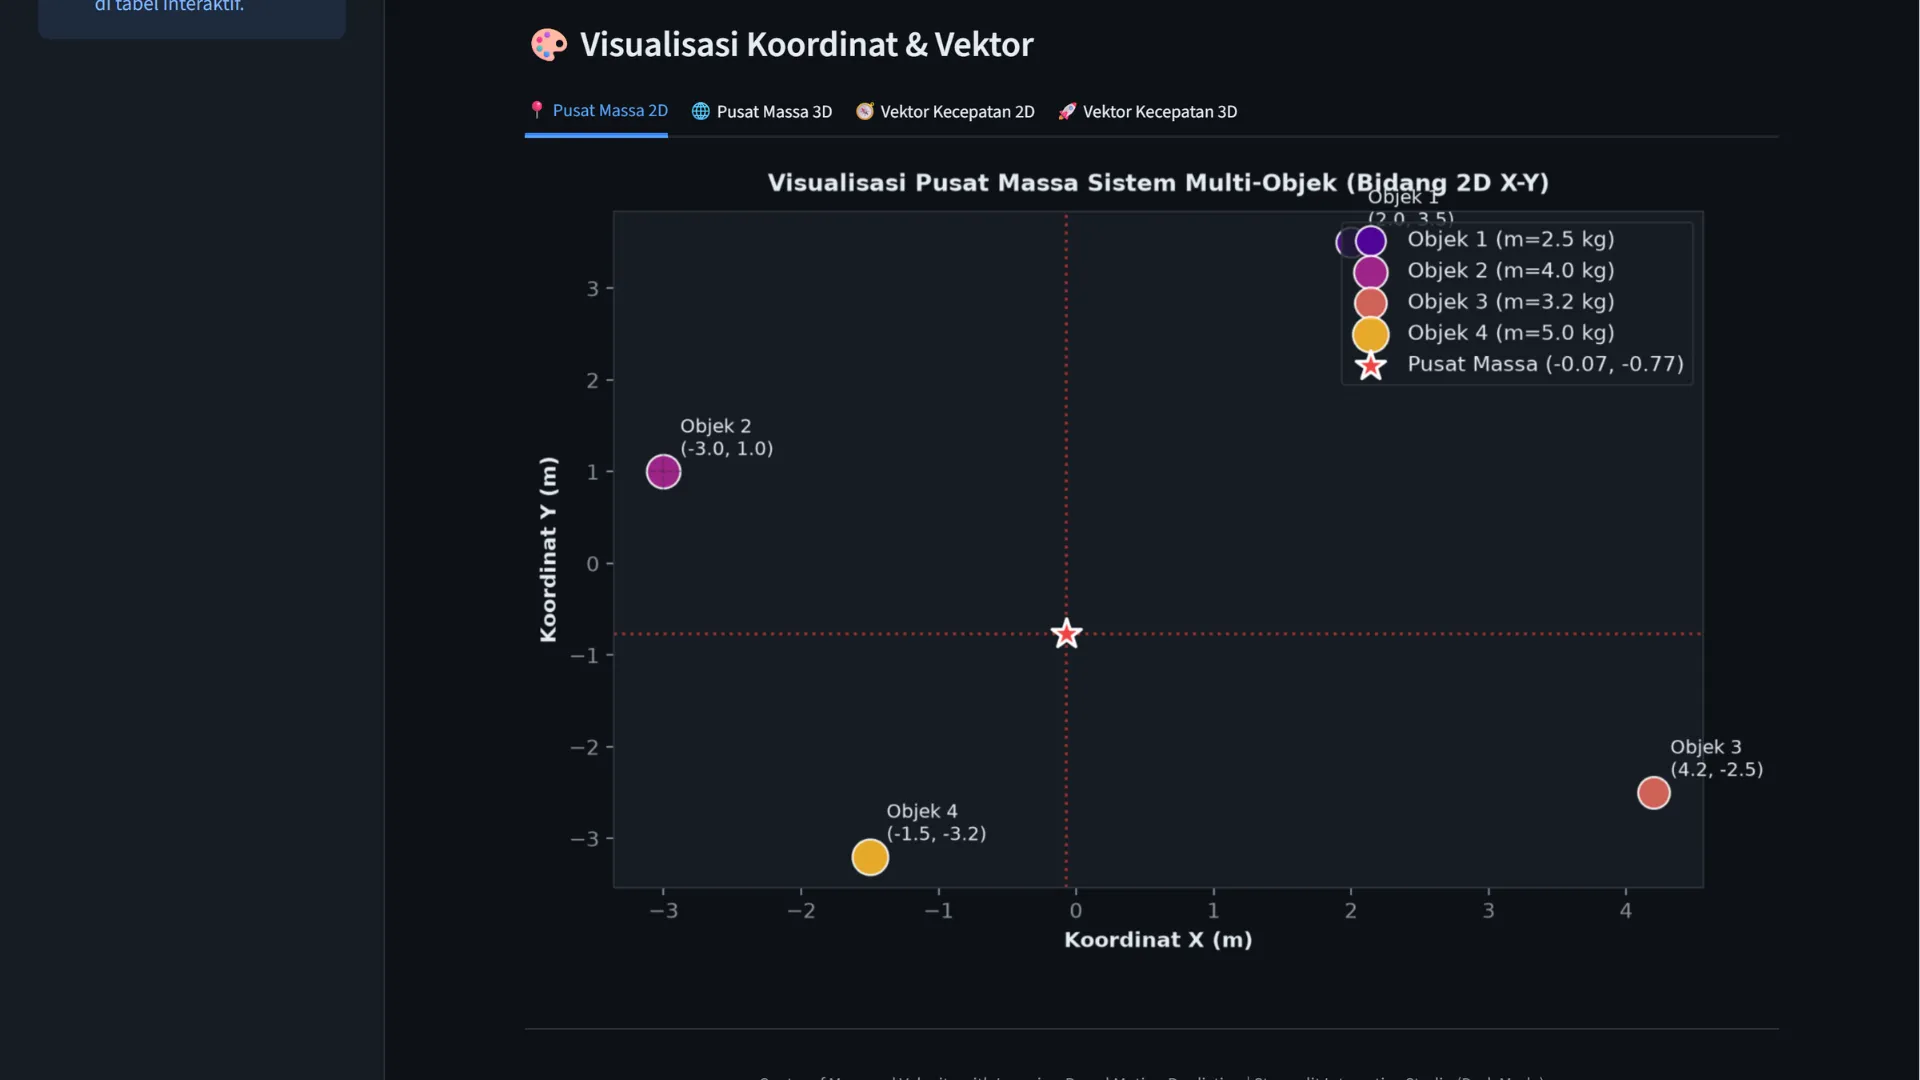 di tabel interaktif.
🎨 Visualisasi Koordinat & Vektor
📍 Pusat Massa 2D 🌐 Pusat Massa 3D 🧭 Vektor Kecepatan 2D 🚀 Vektor Kecepatan 3D
Visualisasi Pusat Massa Sistem Multi-Objek (Bidang 2D X-Y)
Objek 1
(2.0, 3.5)
Objek 1 (m=2.5 kg)
Objek 2 (m=4.0 kg)
Objek 3 (m=3.2 kg)
Objek 4 (m=5.0 kg)
Pusat Massa (-0.07, -0.77)
3
2
1
0
−1
−2
−3
Koordinat Y (m)
Objek 2
(-3.0, 1.0)
Objek 3
(4.2, -2.5)
Objek 4
(-1.5, -3.2)
−3 −2 −1 0 1 2 3 4
Koordinat X (m)